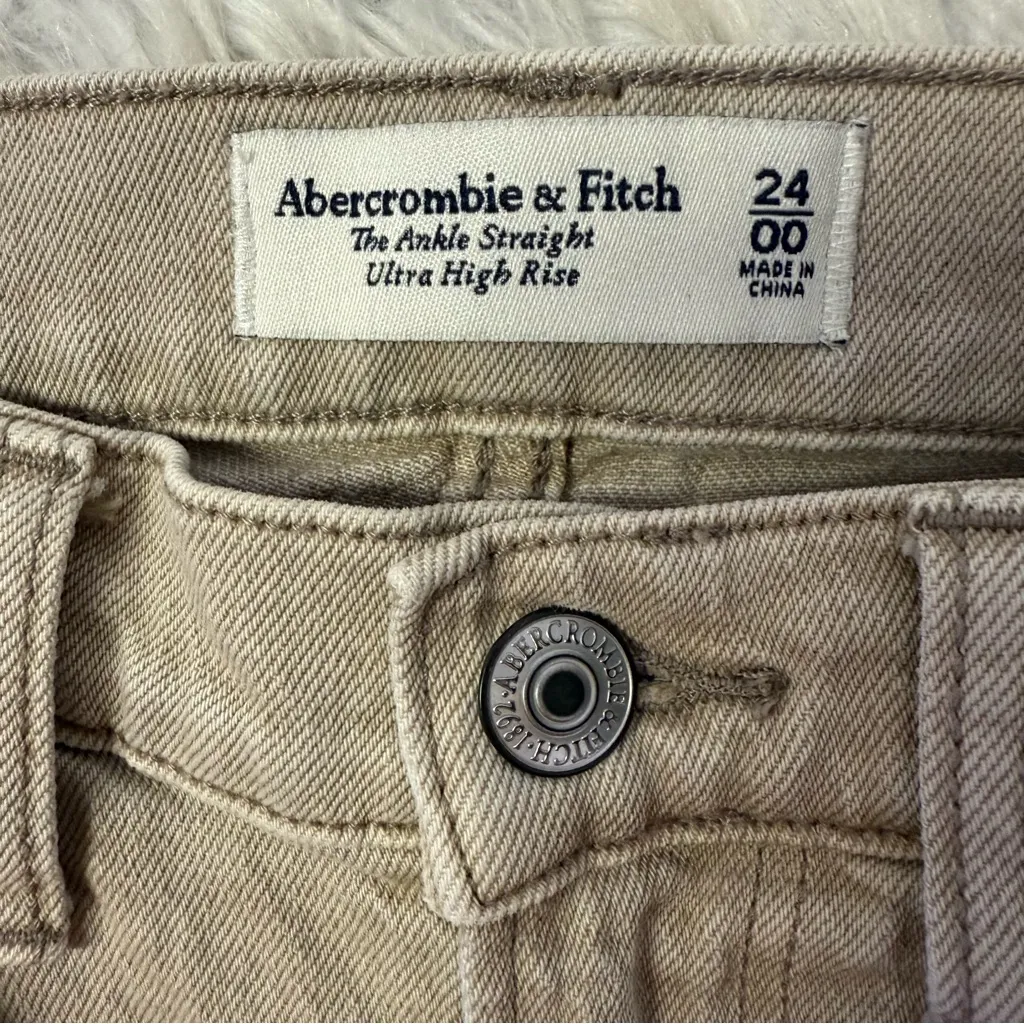 Abercrombie & Fitch
The Ankle Straight
Ultra High Rise
24
00
MADE IN
CHINA
ABERCROMBIE & FITCH · 1892 ·